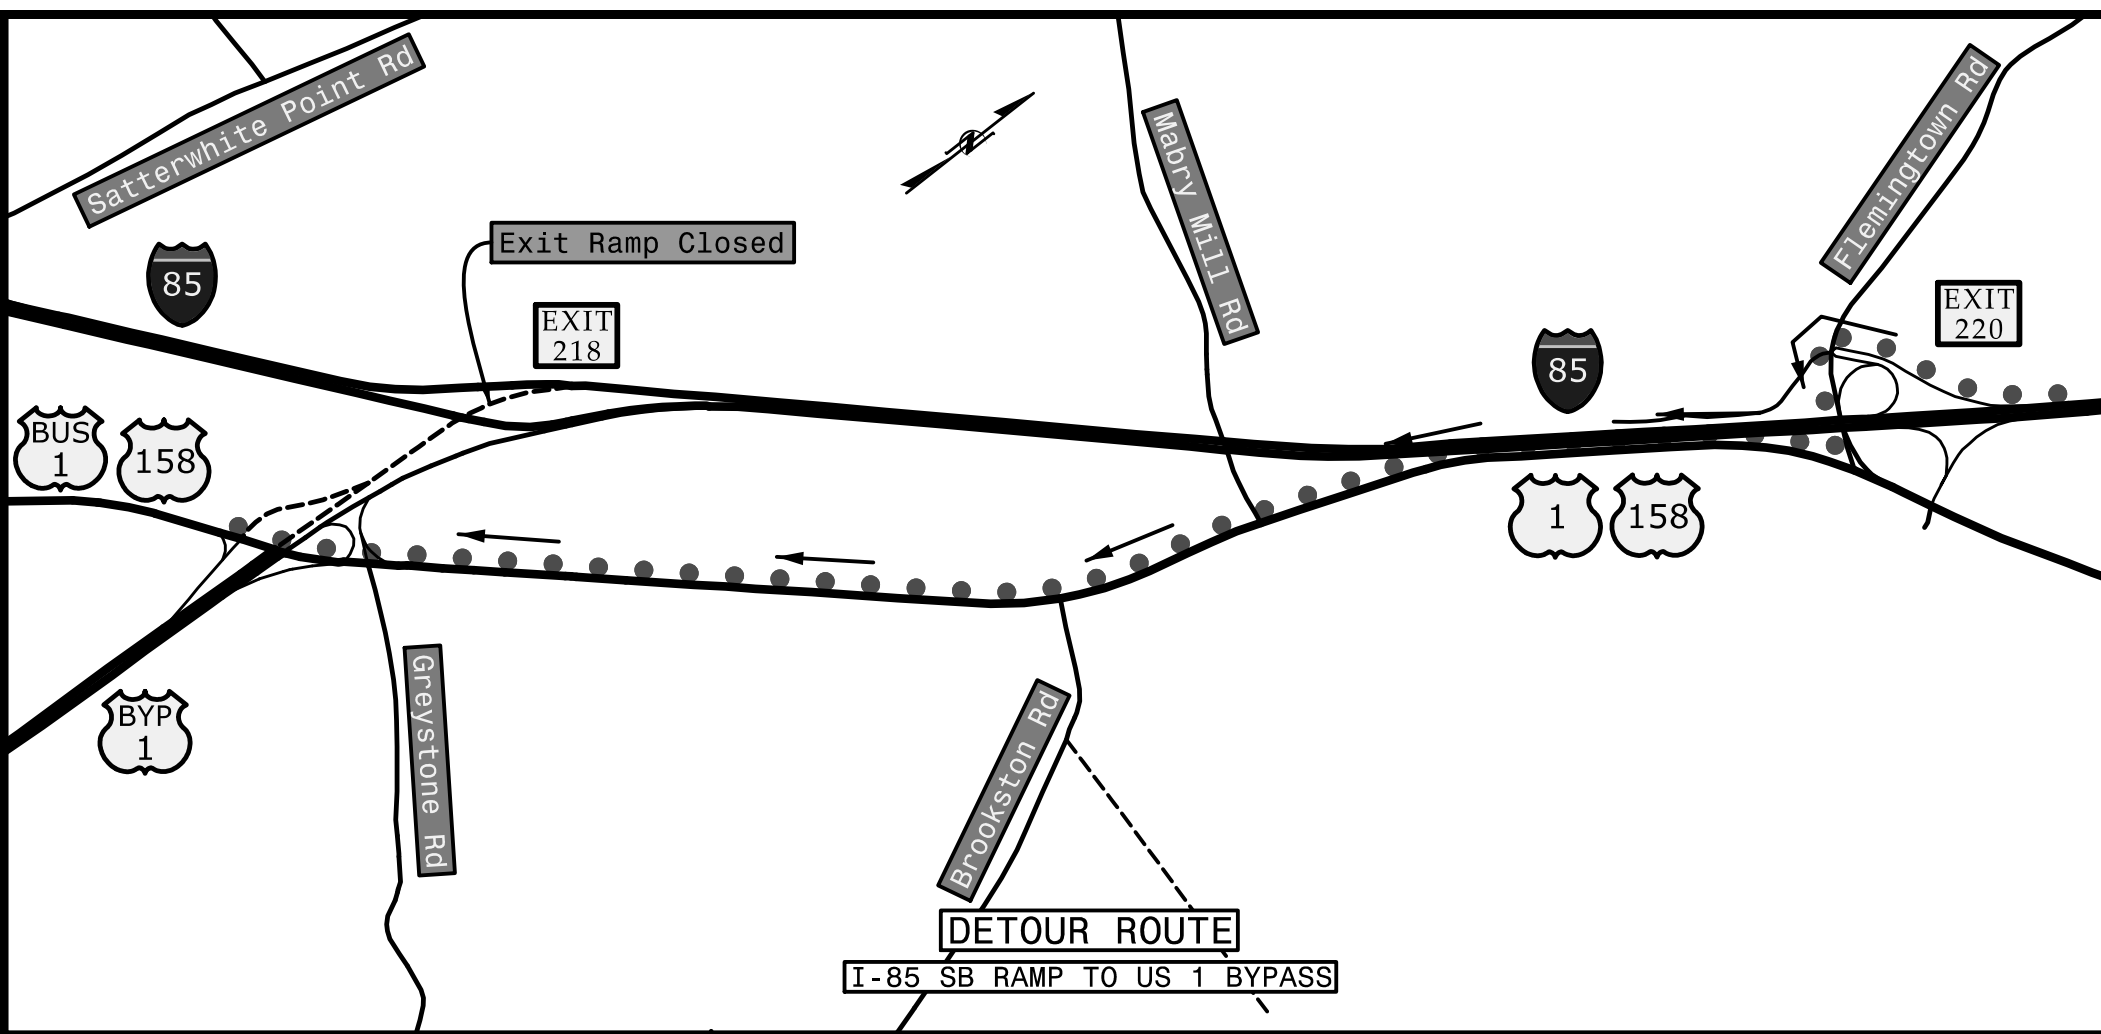 Satterwhite Point Rd
Mabry Mill Rd
Flemingtown Rd
Exit Ramp Closed
85
EXIT
218
EXIT
220
85
BUS
1
158
1
158
BYP
1
Greystone Rd
Brookston Rd
DETOUR ROUTE
I-85 SB RAMP TO US 1 BYPASS